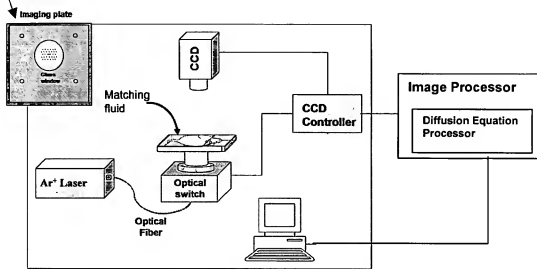 Imaging plate
Glass
window
CCD
Matching
fluid
CCD
Controller
Image Processor
Diffusion Equation
Processor
Ar⁺ Laser
Optical
switch
Optical
Fiber